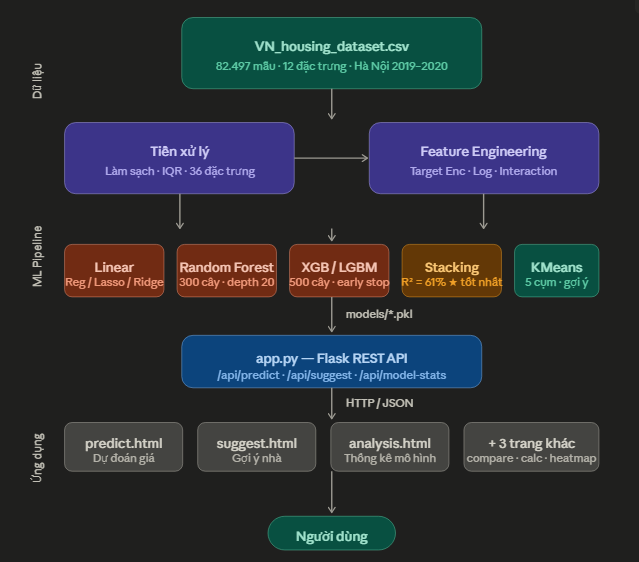 Dữ liệu
VN_housing_dataset.csv
82.497 mẫu · 12 đặc trưng · Hà Nội 2019–2020
Tiền xử lý
Làm sạch · IQR · 36 đặc trưng
Feature Engineering
Target Enc · Log · Interaction
ML Pipeline
Linear
Reg / Lasso / Ridge
Random Forest
300 cây · depth 20
XGB / LGBM
500 cây · early stop
Stacking
R² = 61% ★ tốt nhất
KMeans
5 cụm · gợi ý
models/*.pkl
app.py — Flask REST API
/api/predict · /api/suggest · /api/model-stats
HTTP / JSON
Ứng dụng
predict.html
Dự đoán giá
suggest.html
Gợi ý nhà
analysis.html
Thống kê mô hình
+ 3 trang khác
compare · calc · heatmap
Người dùng